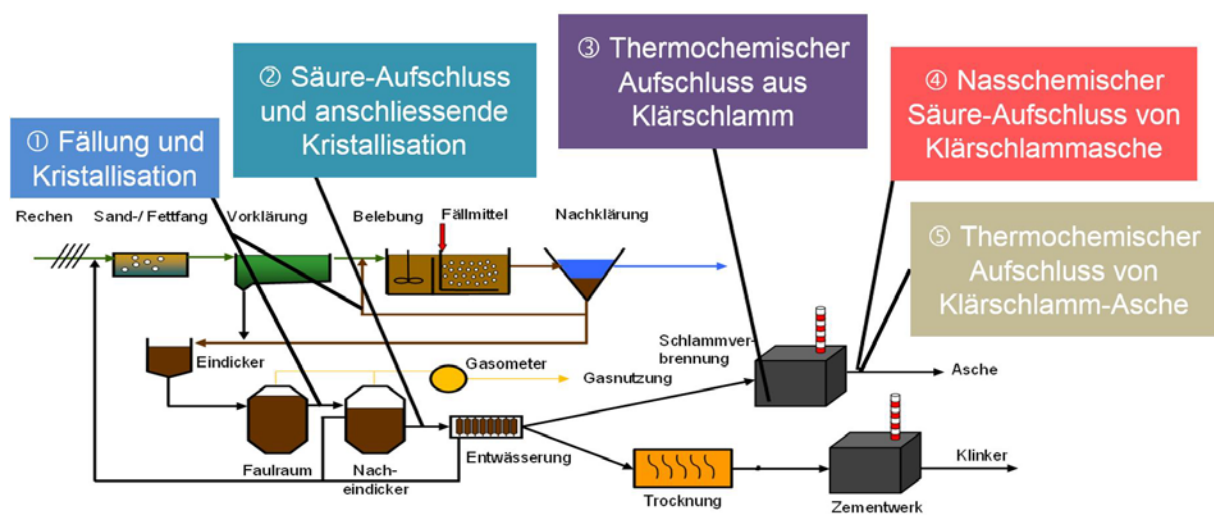 ① Fällung und
Kristallisation
② Säure-Aufschluss
und anschliessende
Kristallisation
③ Thermochemischer
Aufschluss aus
Klärschlamm
④ Nasschemischer
Säure-Aufschluss von
Klärschlammasche
⑤ Thermochemischer
Aufschluss von
Klärschlamm-Asche
Rechen
Sand-/ Fettfang
Vorklärung
Belebung
Fällmittel
Nachklärung
Eindicker
Gasometer
Gasnutzung
Schlammver-
brennung
Asche
Faulraum
Nach-
eindicker
Entwässerung
Trocknung
Zementwerk
Klinker